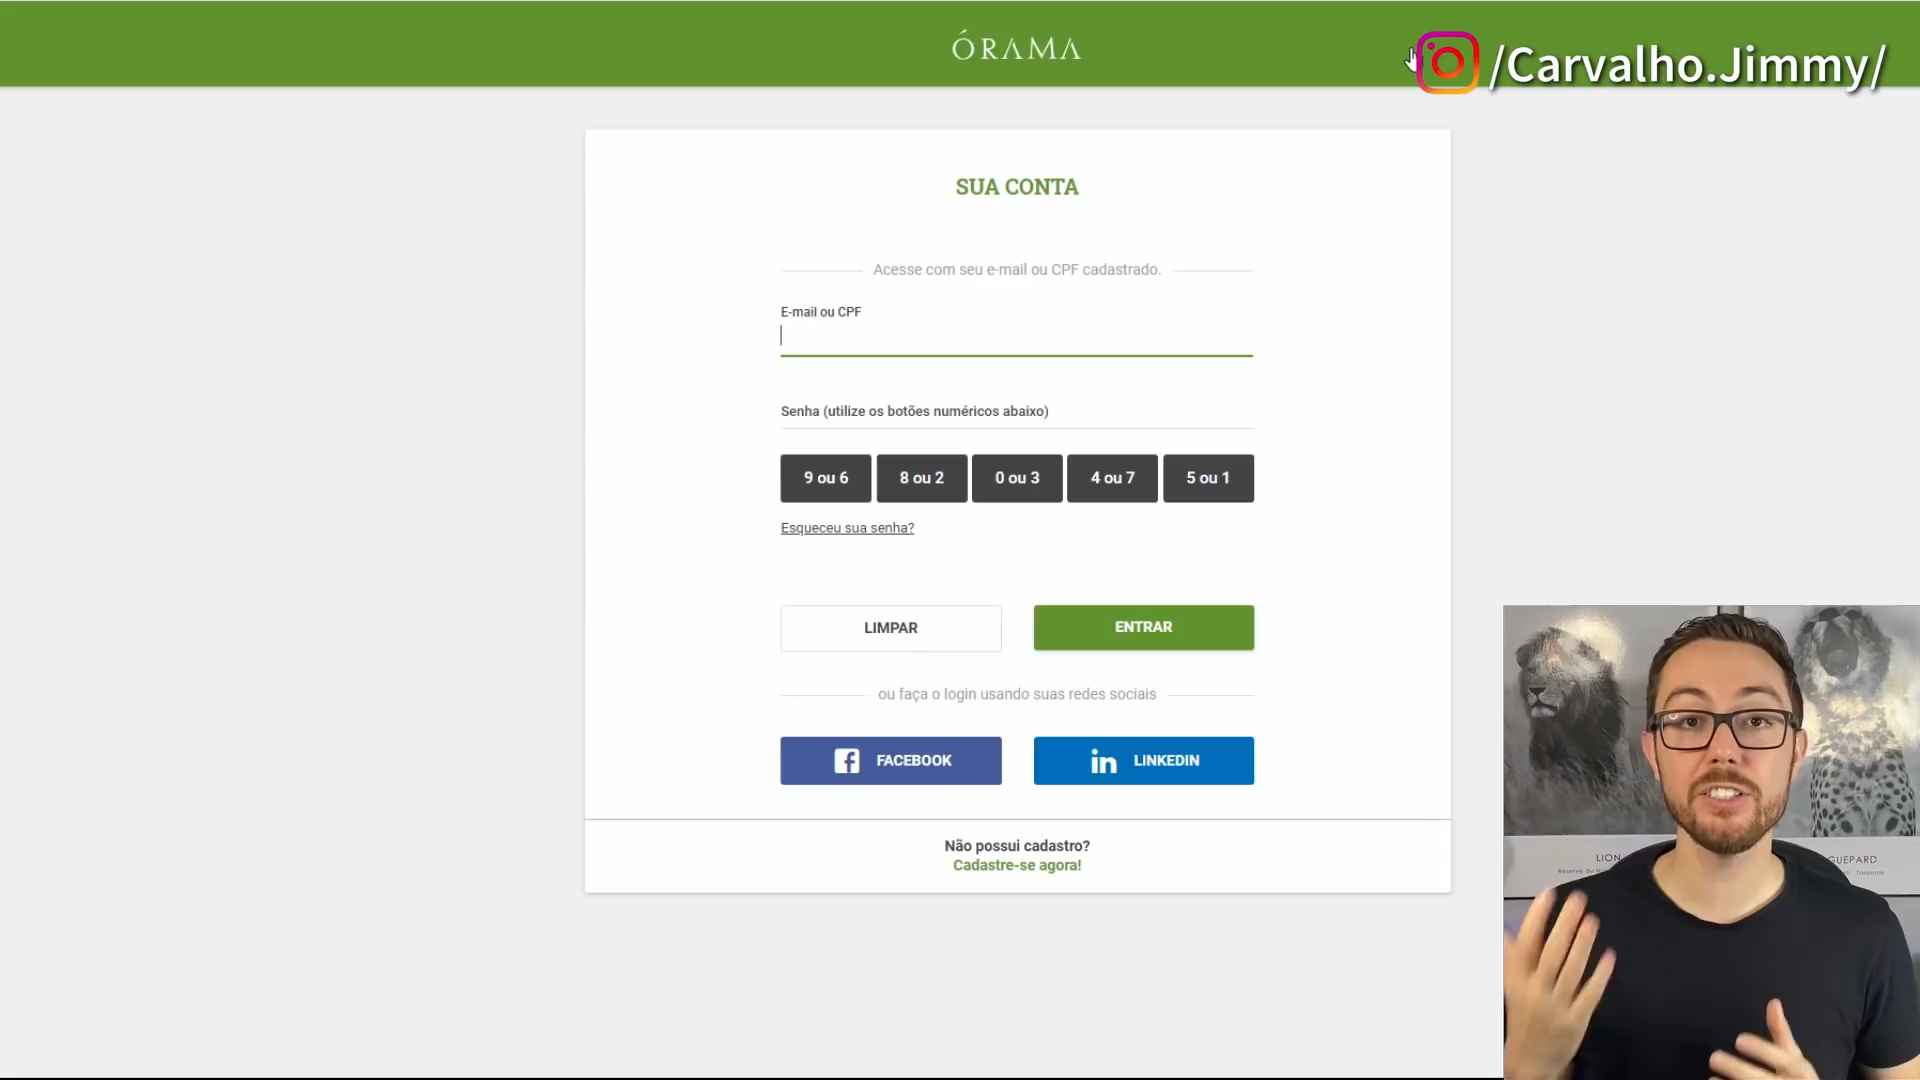 ÓRAMA
/Carvalho.Jimmy/
SUA CONTA
Acesse com seu e-mail ou CPF cadastrado.
E-mail ou CPF
Senha (utilize os botões numéricos abaixo)
9 ou 6
8 ou 2
0 ou 3
4 ou 7
5 ou 1
Esqueceu sua senha?
LIMPAR
ENTRAR
ou faça o login usando suas redes sociais
FACEBOOK
LINKEDIN
Não possui cadastro?
Cadastre-se agora!
LION
GUEPARD